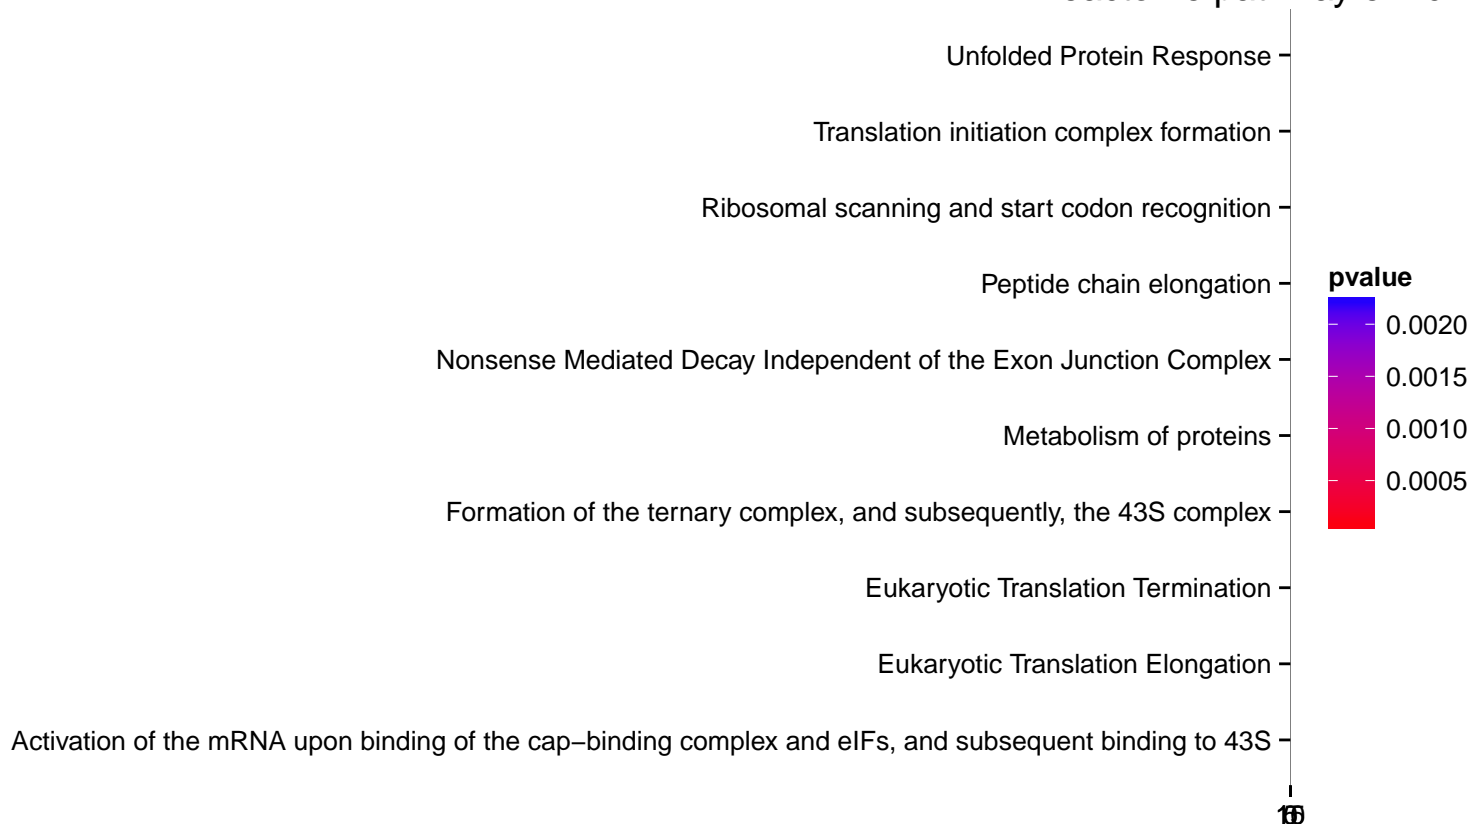 Unfolded Protein Response
Translation initiation complex formation
Ribosomal scanning and start codon recognition
Peptide chain elongation
Nonsense Mediated Decay Independent of the Exon Junction Complex
Metabolism of proteins
Formation of the ternary complex, and subsequently, the 43S complex
Eukaryotic Translation Termination
Eukaryotic Translation Elongation
Activation of the mRNA upon binding of the cap−binding complex and eIFs, and subsequent binding to 43S
pvalue
0.0020
0.0015
0.0010
0.0005